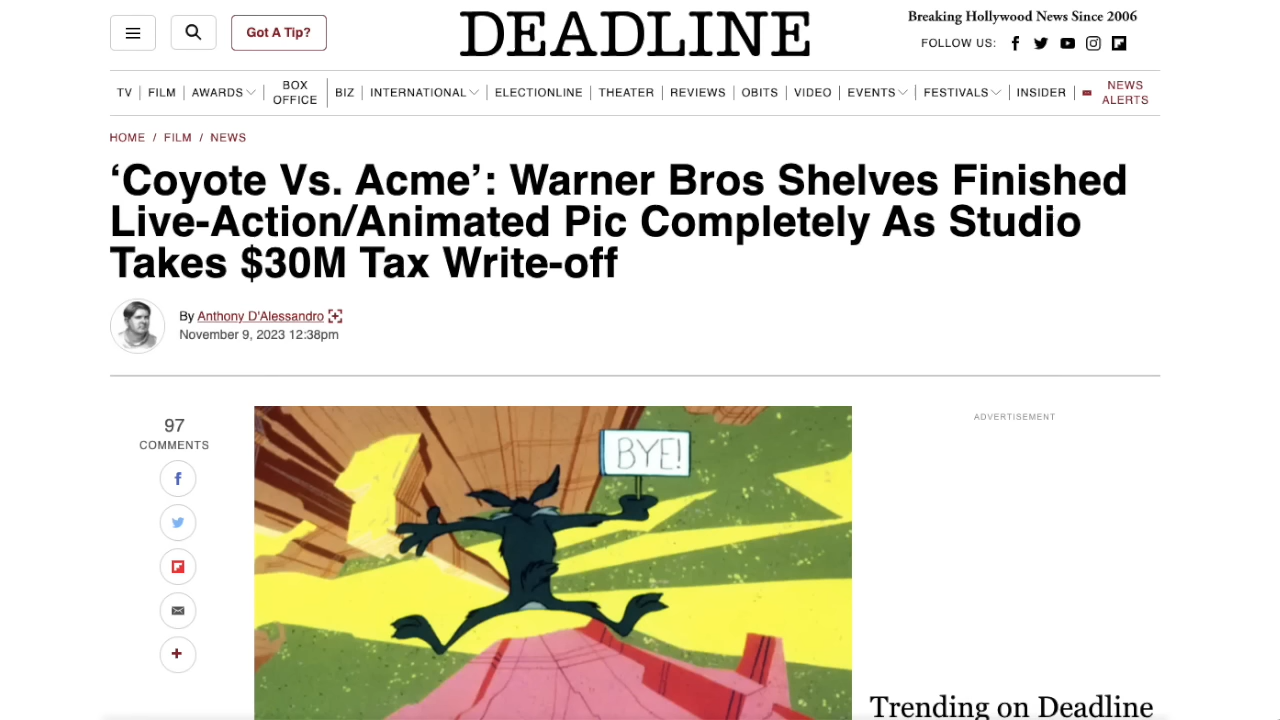 Got A Tip?
DEADLINE
Breaking Hollywood News Since 2006
FOLLOW US:
TV | FILM | AWARDS | BOX OFFICE | BIZ | INTERNATIONAL | ELECTIONLINE | THEATER | REVIEWS | OBITS | VIDEO | EVENTS | FESTIVALS | INSIDER | NEWS ALERTS
HOME / FILM / NEWS
‘Coyote Vs. Acme’: Warner Bros Shelves Finished
Live-Action/Animated Pic Completely As Studio
Takes $30M Tax Write-off
By Anthony D'Alessandro
November 9, 2023 12:38pm
97
COMMENTS
BYE!
ADVERTISEMENT
Trending on Deadline